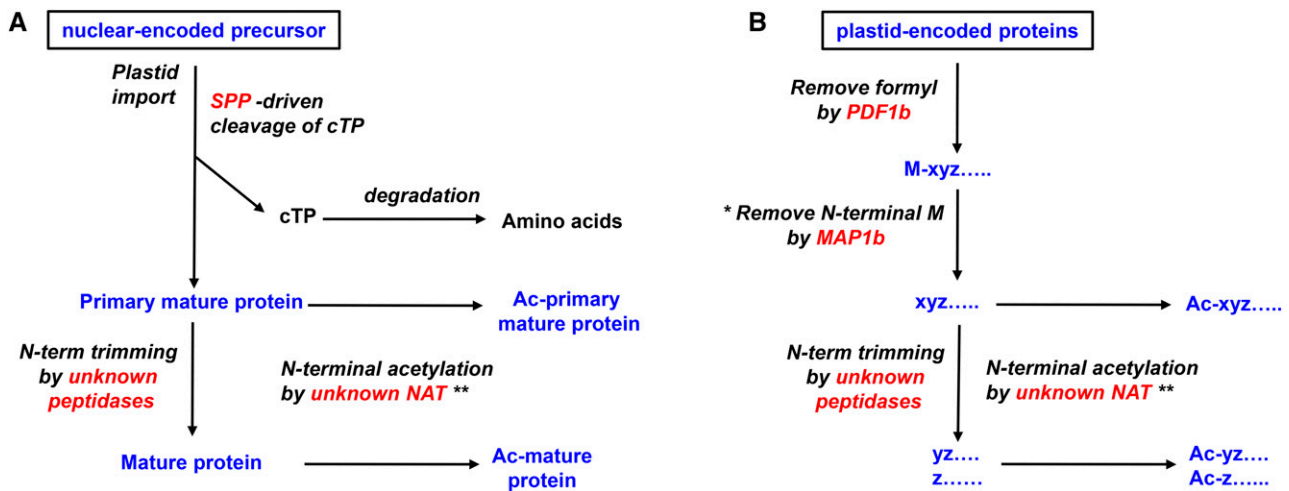 A
nuclear-encoded precursor
Plastid
import
SPP -driven
cleavage of cTP
cTP
degradation
Amino acids
Primary mature protein
Ac-primary
mature protein
N-term trimming
by unknown
peptidases
N-terminal acetylation
by unknown NAT **
Mature protein
Ac-mature
protein
B
plastid-encoded proteins
Remove formyl
by PDF1b
M-xyz.....
* Remove N-terminal M
by MAP1b
xyz.....
Ac-xyz.....
N-term trimming
by unknown
peptidases
N-terminal acetylation
by unknown NAT **
yz....
z......
Ac-yz....
Ac-z......